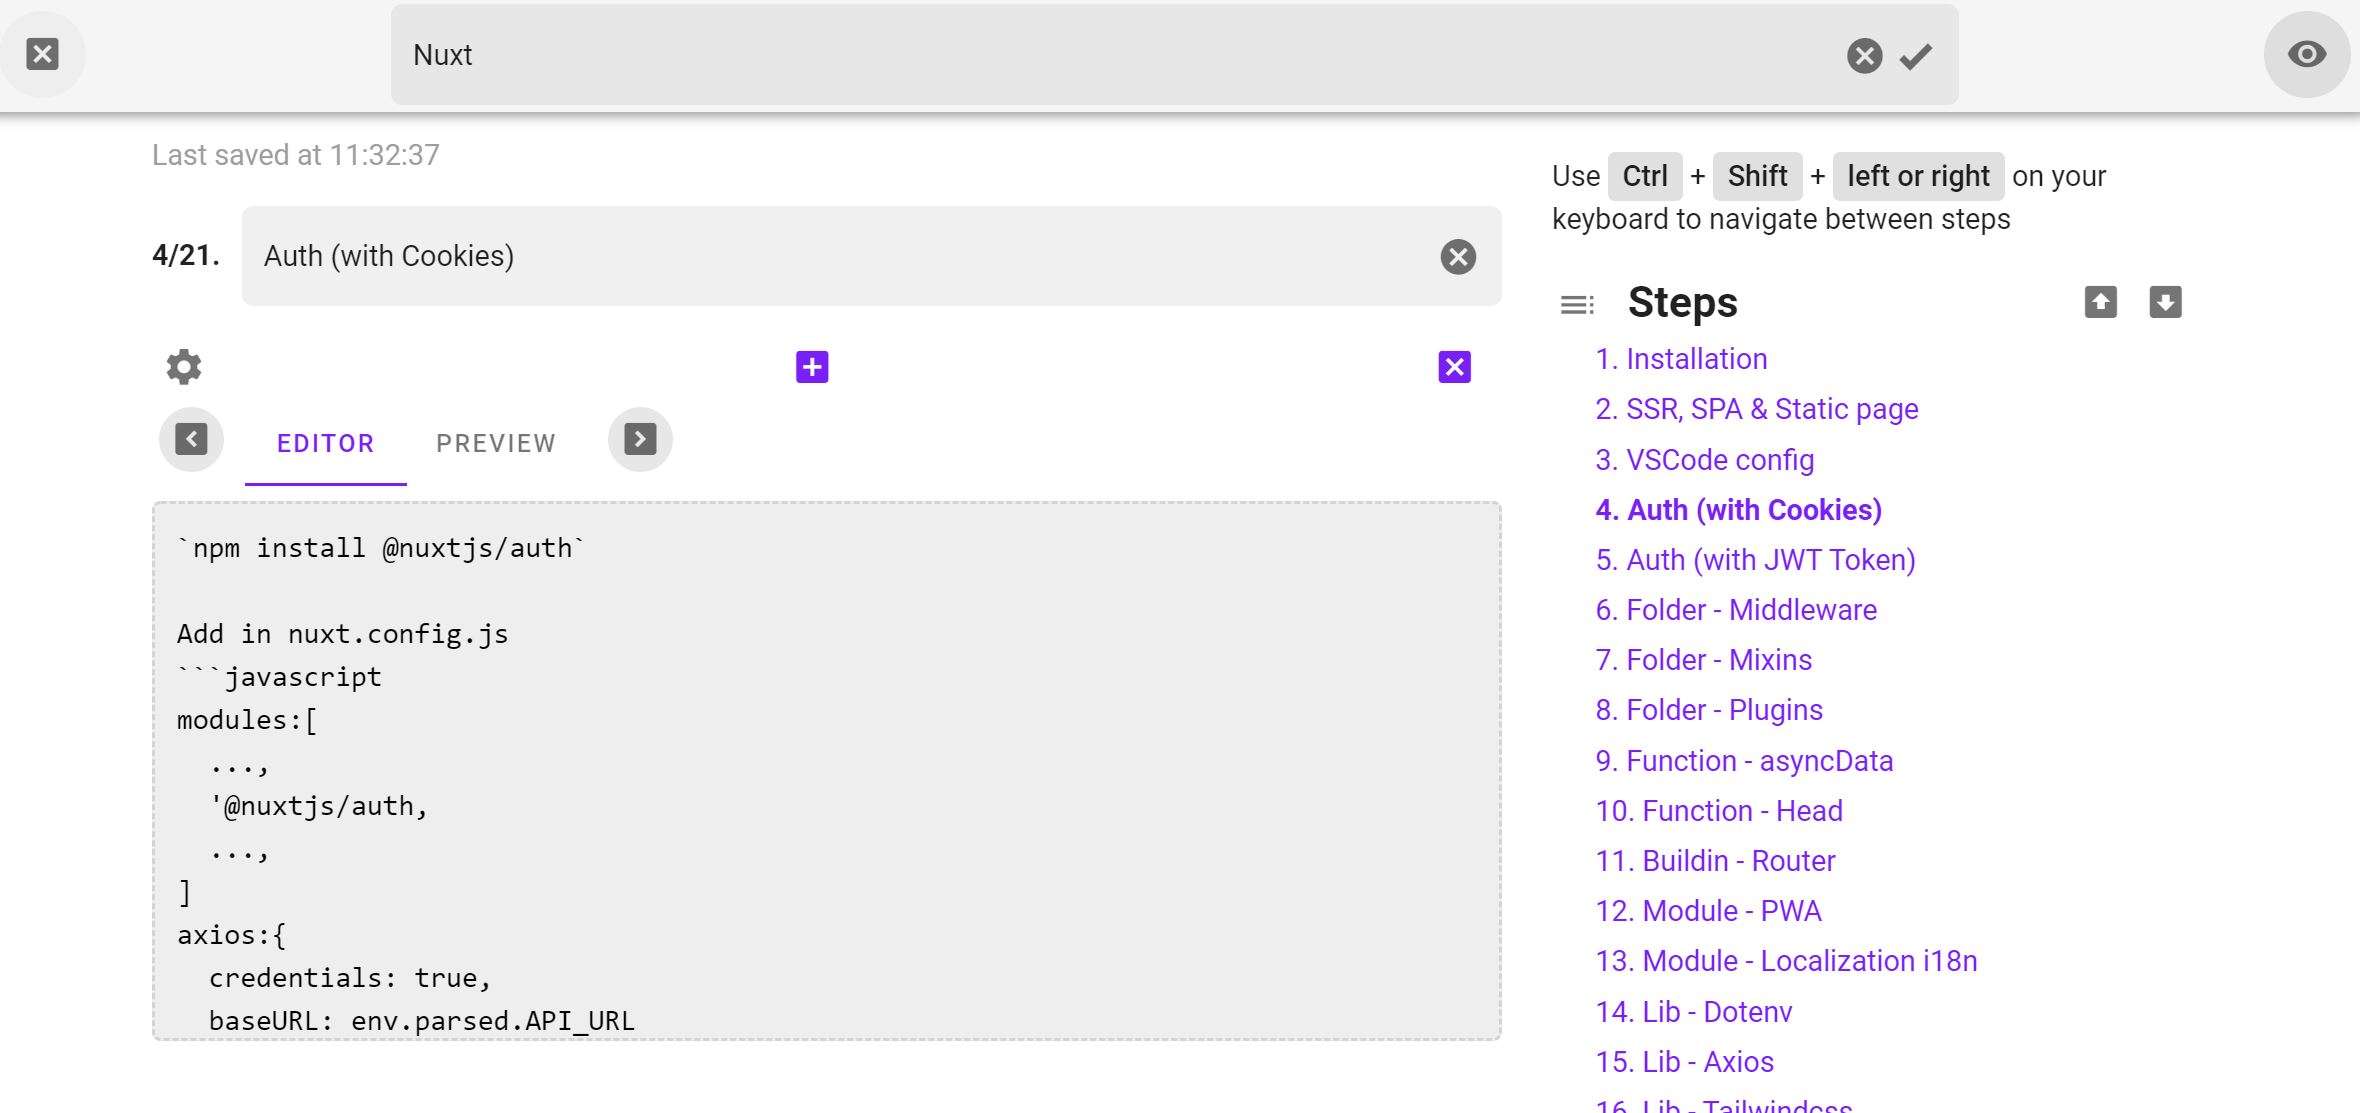 Nuxt
Last saved at 11:32:37
4/21.
Auth (with Cookies)
EDITOR
PREVIEW
`npm install @nuxtjs/auth`
Add in nuxt.config.js
```javascript
modules:[
...,
'@nuxtjs/auth,
...,
]
axios:{
credentials: true,
baseURL: env.parsed.API_URL
Use Ctrl + Shift + left or right on your
keyboard to navigate between steps
Steps
1. Installation
2. SSR, SPA & Static page
3. VSCode config
4. Auth (with Cookies)
5. Auth (with JWT Token)
6. Folder - Middleware
7. Folder - Mixins
8. Folder - Plugins
9. Function - asyncData
10. Function - Head
11. Buildin - Router
12. Module - PWA
13. Module - Localization i18n
14. Lib - Dotenv
15. Lib - Axios
16. Lib - Tailwindcss